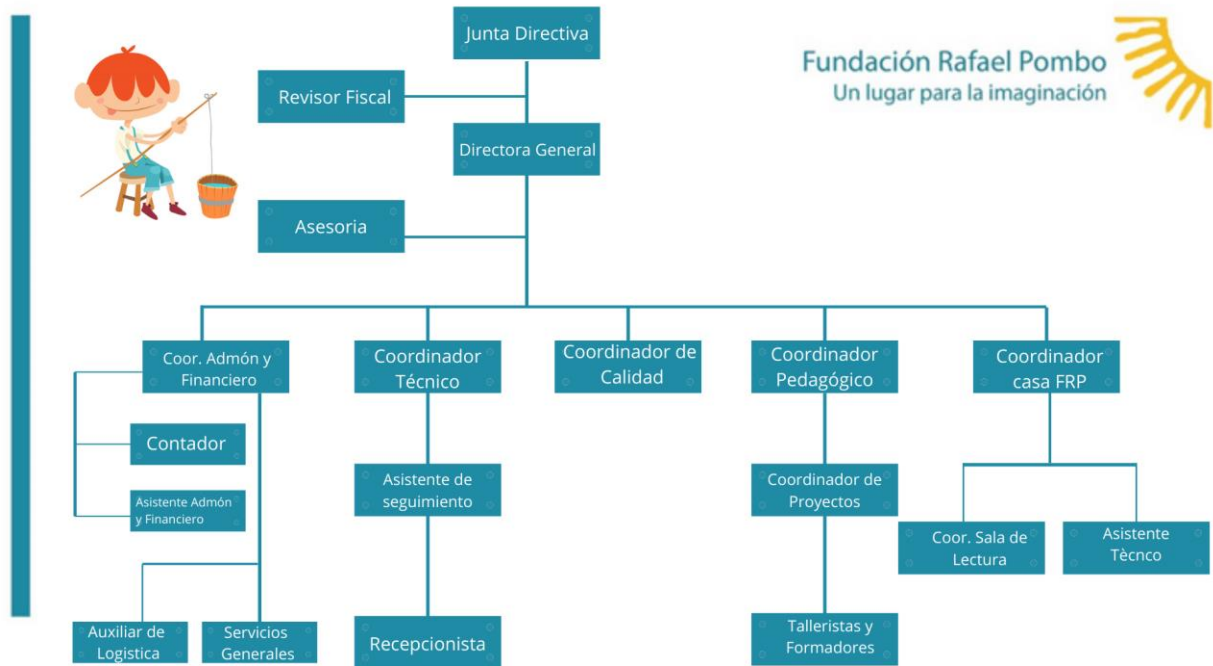 Junta Directiva
Fundación Rafael Pombo
Un lugar para la imaginación
Revisor Fiscal
Directora General
Asesoria
Coor. Admón y
Financiero
Coordinador
Técnico
Coordinador de
Calidad
Coordinador
Pedagógico
Coordinador
casa FRP
Contador
Asistente Admón
y Financiero
Asistente de
seguimiento
Coordinador de
Proyectos
Coor. Sala de
Lectura
Asistente
Tècnco
Auxiliar de
Logistica
Servicios
Generales
Recepcionista
Talleristas y
Formadores